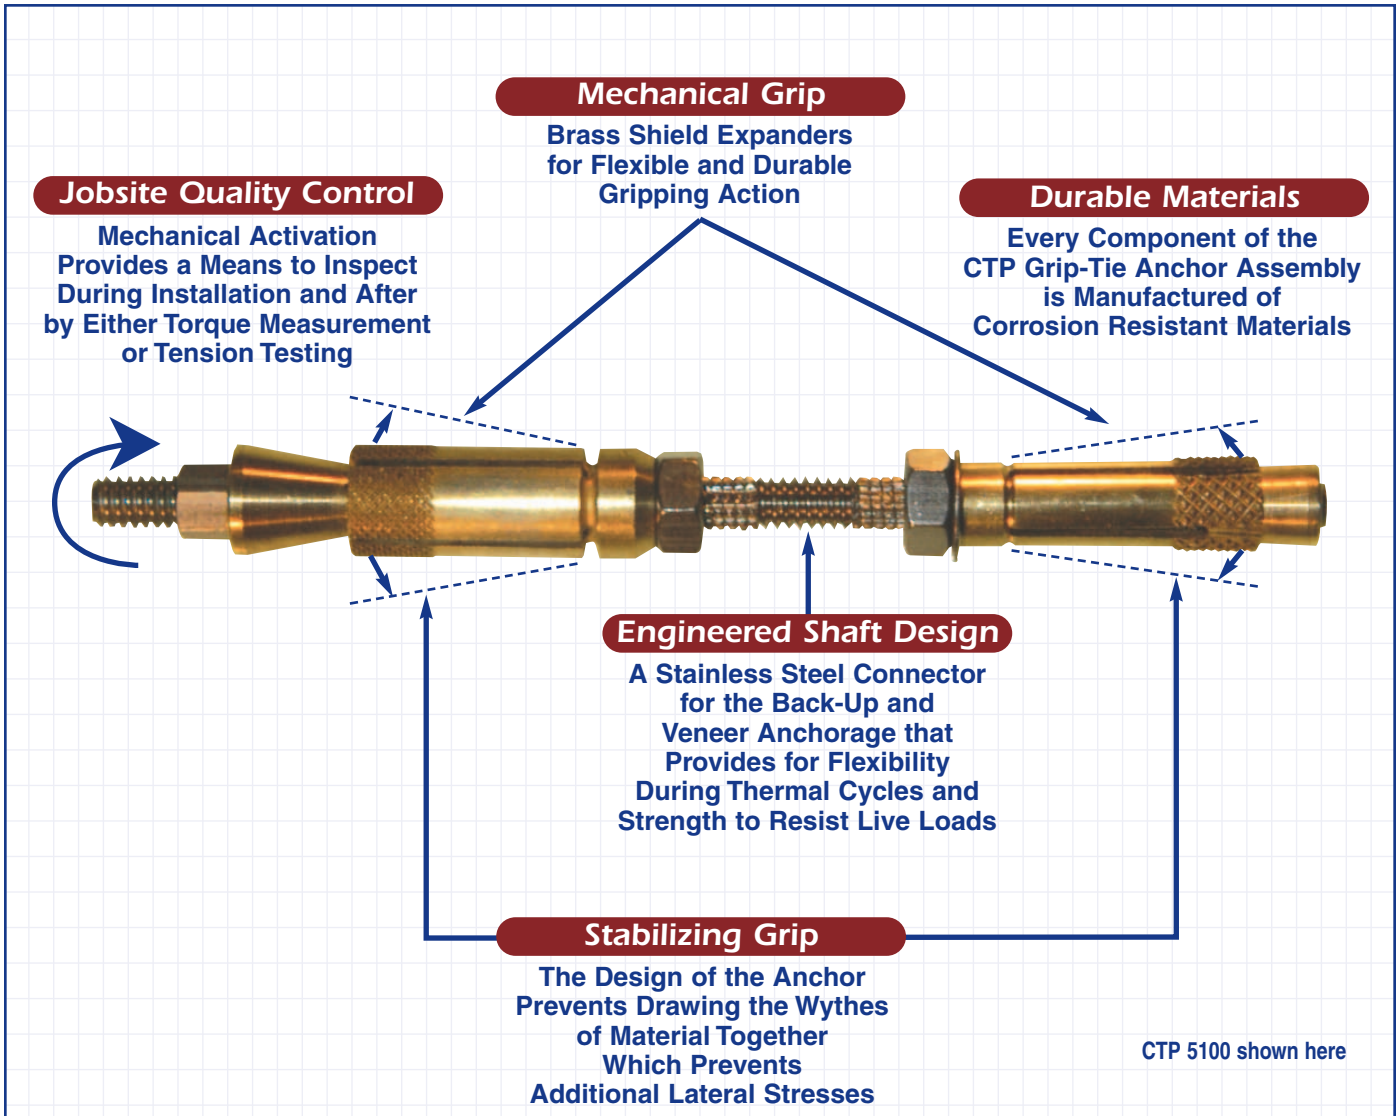 Mechanical Grip
Brass Shield Expanders
for Flexible and Durable
Gripping Action
Jobsite Quality Control
Mechanical Activation
Provides a Means to Inspect
During Installation and After
by Either Torque Measurement
or Tension Testing
Durable Materials
Every Component of the
CTP Grip-Tie Anchor Assembly
is Manufactured of
Corrosion Resistant Materials
Engineered Shaft Design
A Stainless Steel Connector
for the Back-Up and
Veneer Anchorage that
Provides for Flexibility
During Thermal Cycles and
Strength to Resist Live Loads
Stabilizing Grip
The Design of the Anchor
Prevents Drawing the Wythes
of Material Together
Which Prevents
Additional Lateral Stresses
CTP 5100 shown here